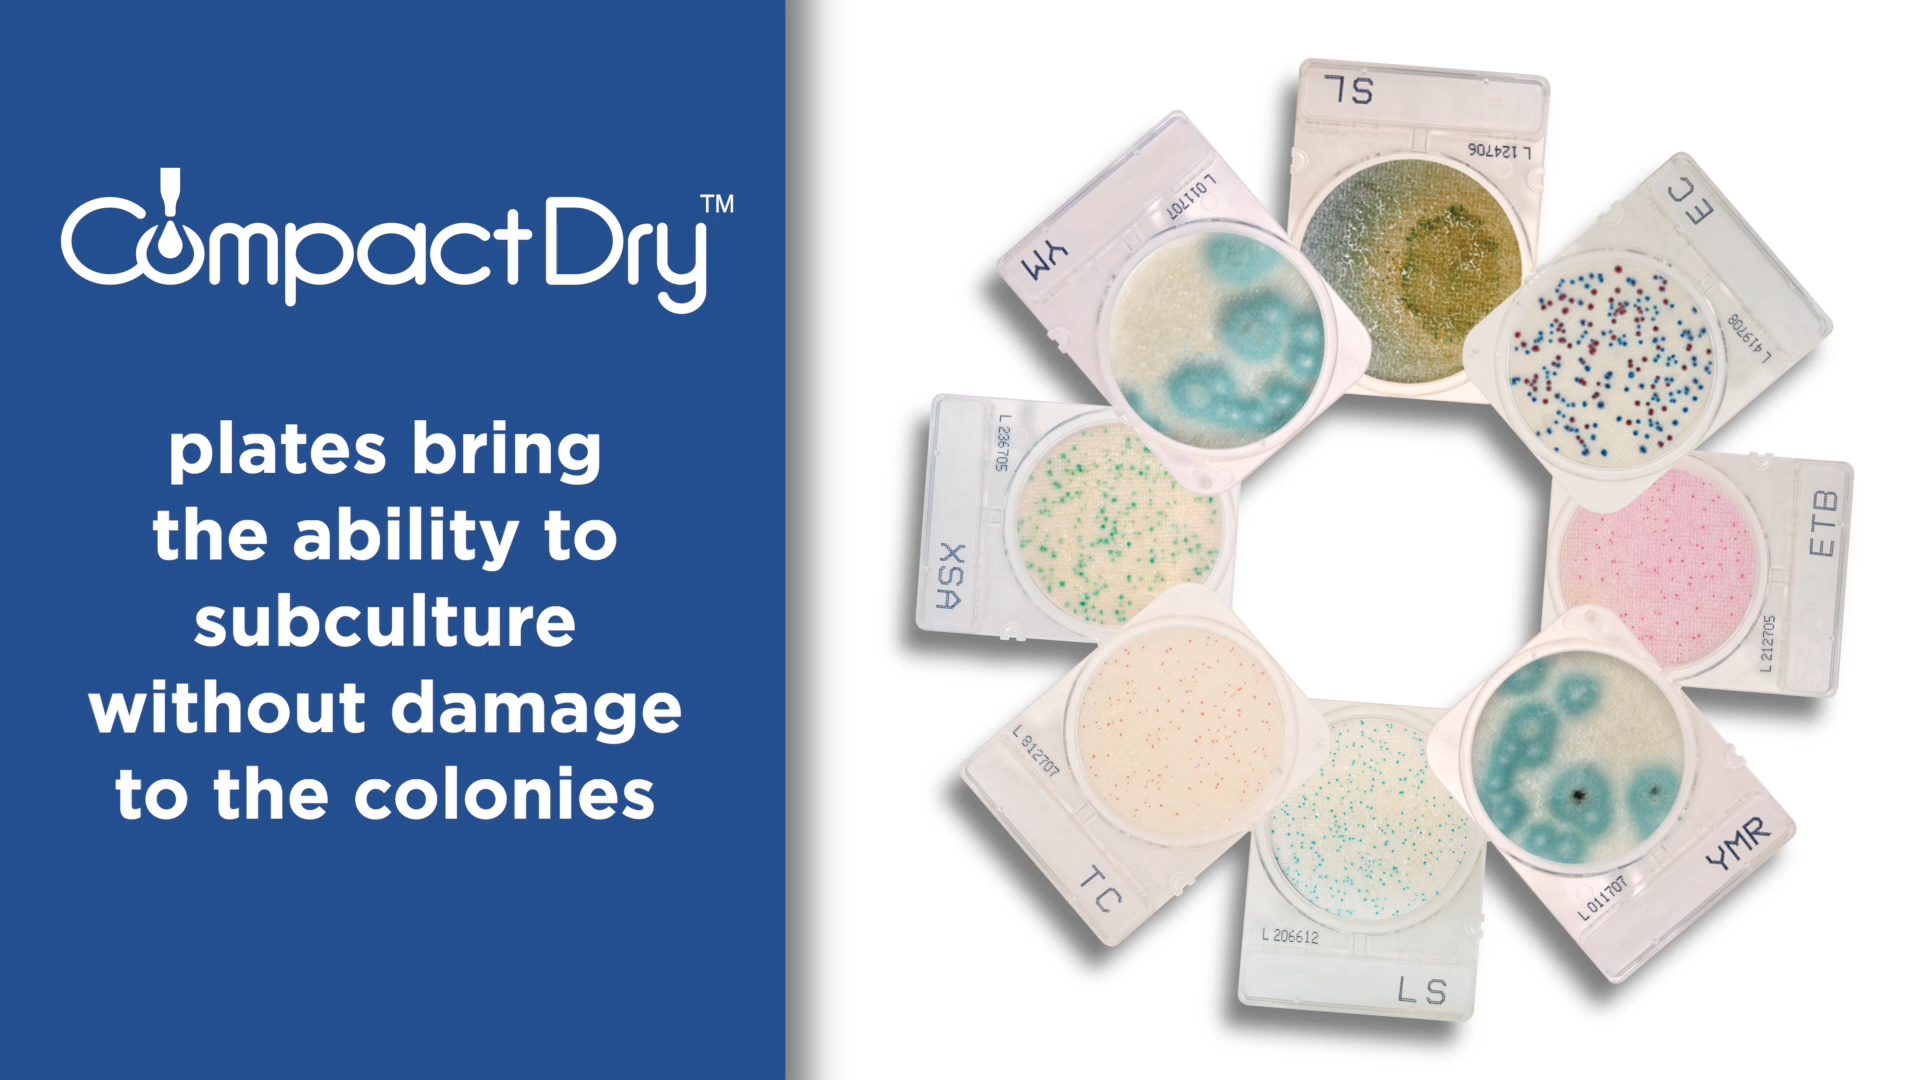 CompactDry™
plates bring
the ability to
subculture
without damage
to the colonies
SL
L 124706
EC
L 419708
ETB
L 212705
YMR
L 011707
LS
L 206612
TC
L 812707
XSA
L 236705
YM
L 011707